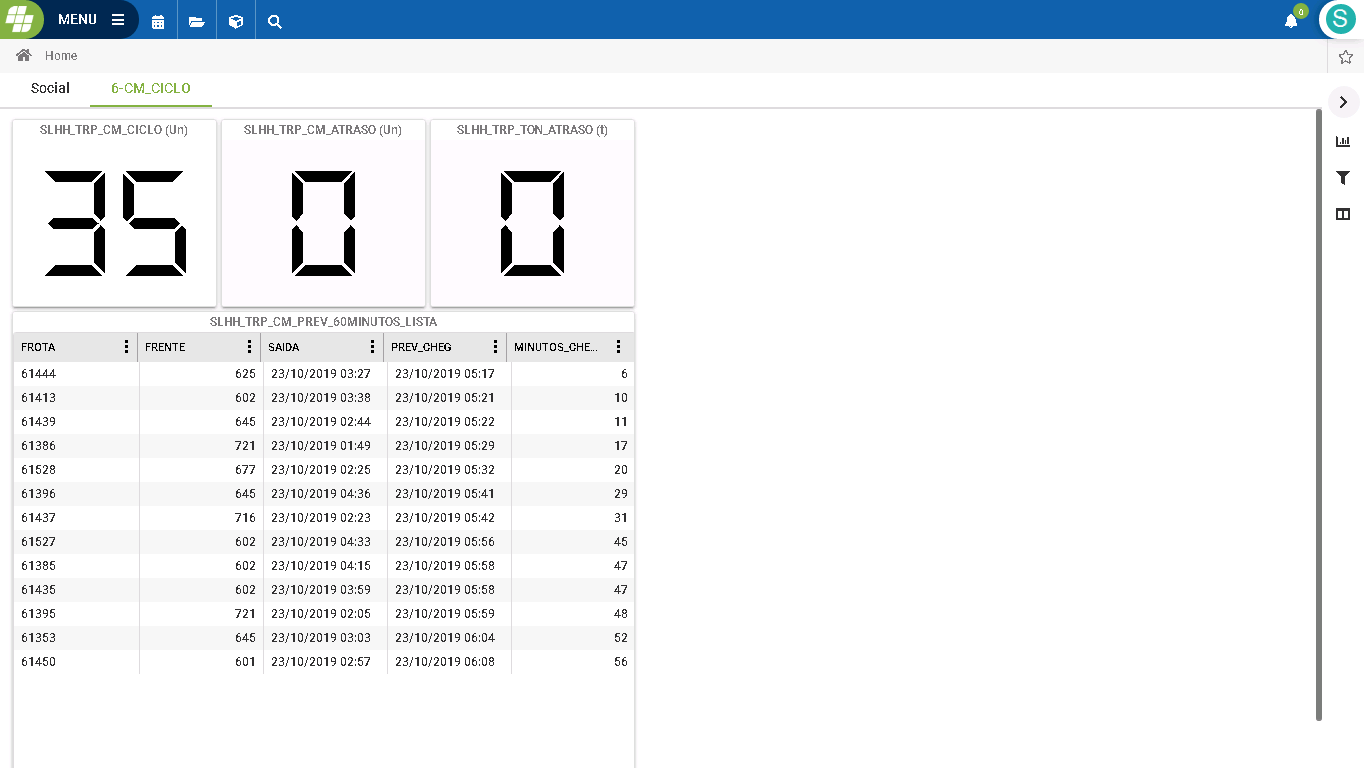 MENU
0
S
Home
Social 6-CM_CICLO
SLHH_TRP_CM_CICLO (Un) SLHH_TRP_CM_ATRASO (Un) SLHH_TRP_TON_ATRASO (t)
35 0 0
SLHH_TRP_CM_PREV_60MINUTOS_LISTA
FROTA FRENTE SAIDA PREV_CHEG MINUTOS_CHE...
61444 625 23/10/2019 03:27 23/10/2019 05:17 6
61413 602 23/10/2019 03:38 23/10/2019 05:21 10
61439 645 23/10/2019 02:44 23/10/2019 05:22 11
61386 721 23/10/2019 01:49 23/10/2019 05:29 17
61528 677 23/10/2019 02:25 23/10/2019 05:32 20
61396 645 23/10/2019 04:36 23/10/2019 05:41 29
61437 716 23/10/2019 02:23 23/10/2019 05:42 31
61527 602 23/10/2019 04:33 23/10/2019 05:56 45
61385 602 23/10/2019 04:15 23/10/2019 05:58 47
61435 602 23/10/2019 03:59 23/10/2019 05:58 47
61395 721 23/10/2019 02:05 23/10/2019 05:59 48
61353 645 23/10/2019 03:03 23/10/2019 06:04 52
61450 601 23/10/2019 02:57 23/10/2019 06:08 56